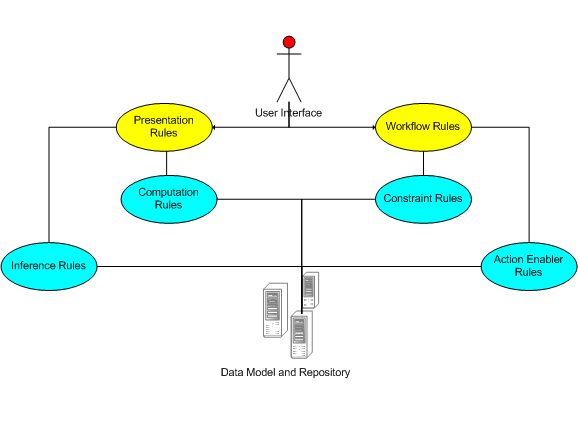 User Interface
Presentation
Rules
Workflow Rules
Computation
Rules
Constraint Rules
Inference Rules
Action Enabler
Rules
Data Model and Repository